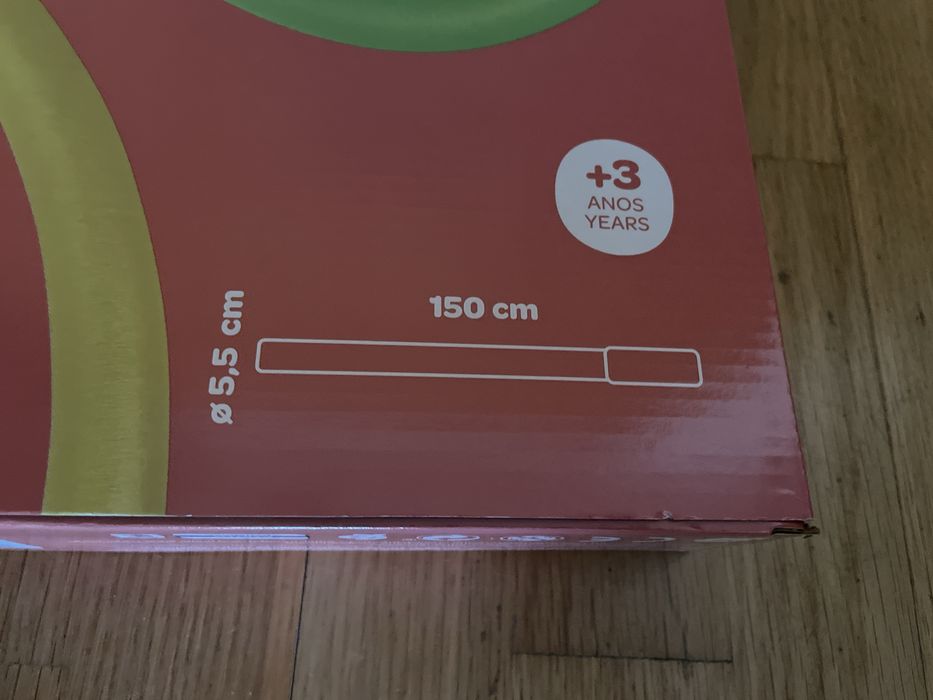 +3
ANOS
YEARS
150 cm
ø 5,5 cm